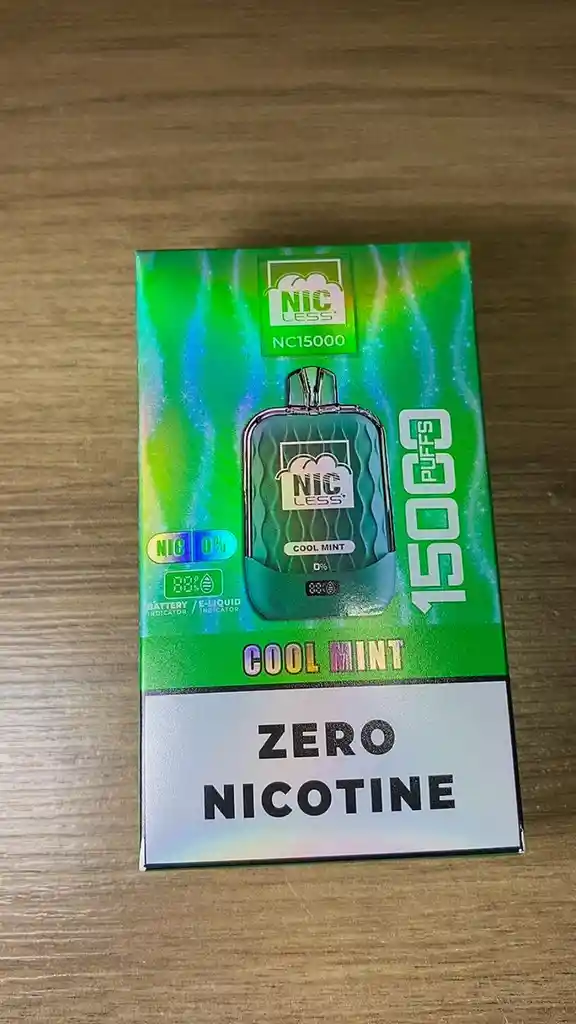 NIC
LESS
NC15000
NIC
LESS
COOL MINT
0%
15000
PUFFS
NIC 0%
BATTERY INDICATOR / E-LIQUID INDICATOR
COOL MINT
ZERO
NICOTINE